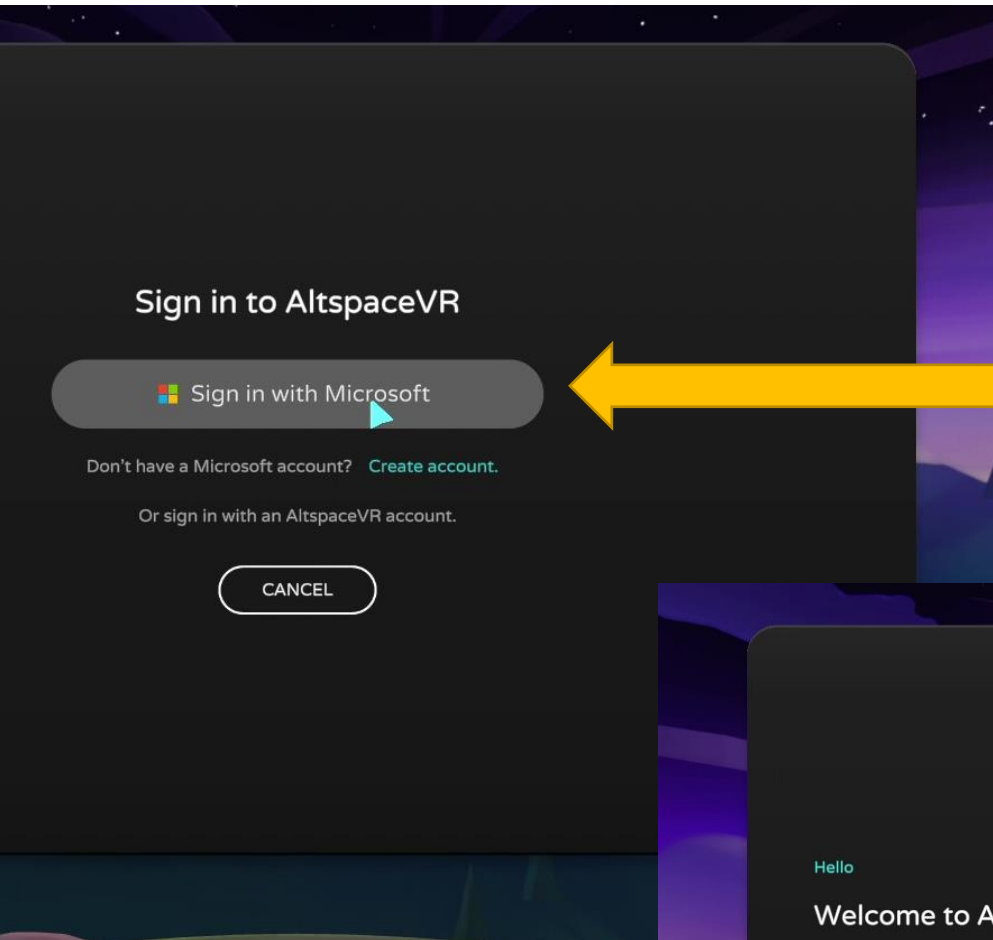 Sign in to AltspaceVR
Sign in with Microsoft
Don't have a Microsoft account? Create account.
Or sign in with an AltspaceVR account.
CANCEL
Hello
Welcome to A